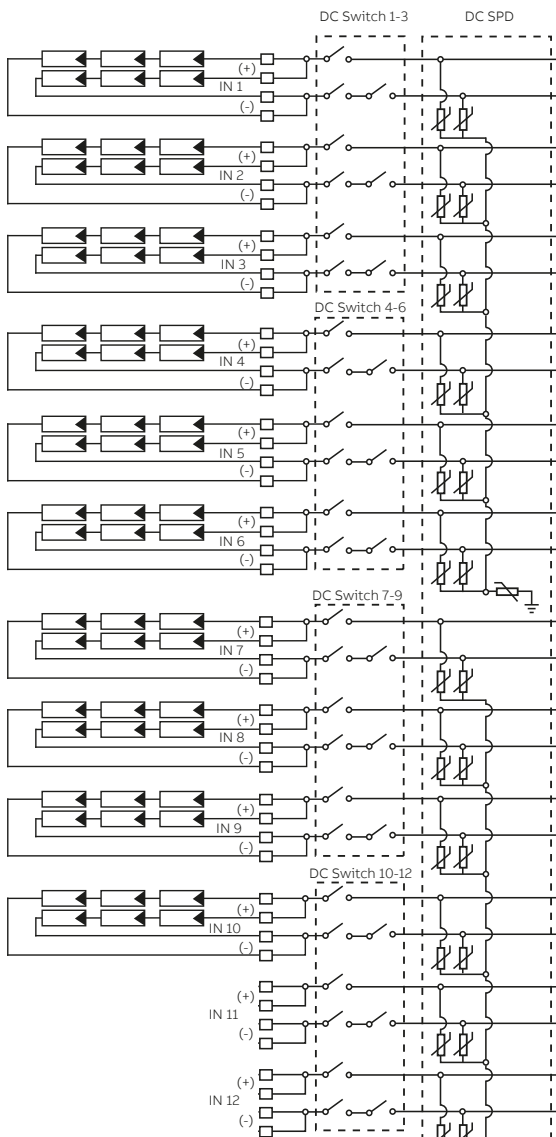 DC Switch 1-3
DC SPD
(+)
IN 1
(-)
(+)
IN 2
(-)
(+)
IN 3
(-)
DC Switch 4-6
(+)
IN 4
(-)
(+)
IN 5
(-)
(+)
IN 6
(-)
DC Switch 7-9
(+)
IN 7
(-)
(+)
IN 8
(-)
(+)
IN 9
(-)
DC Switch 10-12
(+)
IN 10
(-)
(+)
IN 11
(-)
(+)
IN 12
(-)